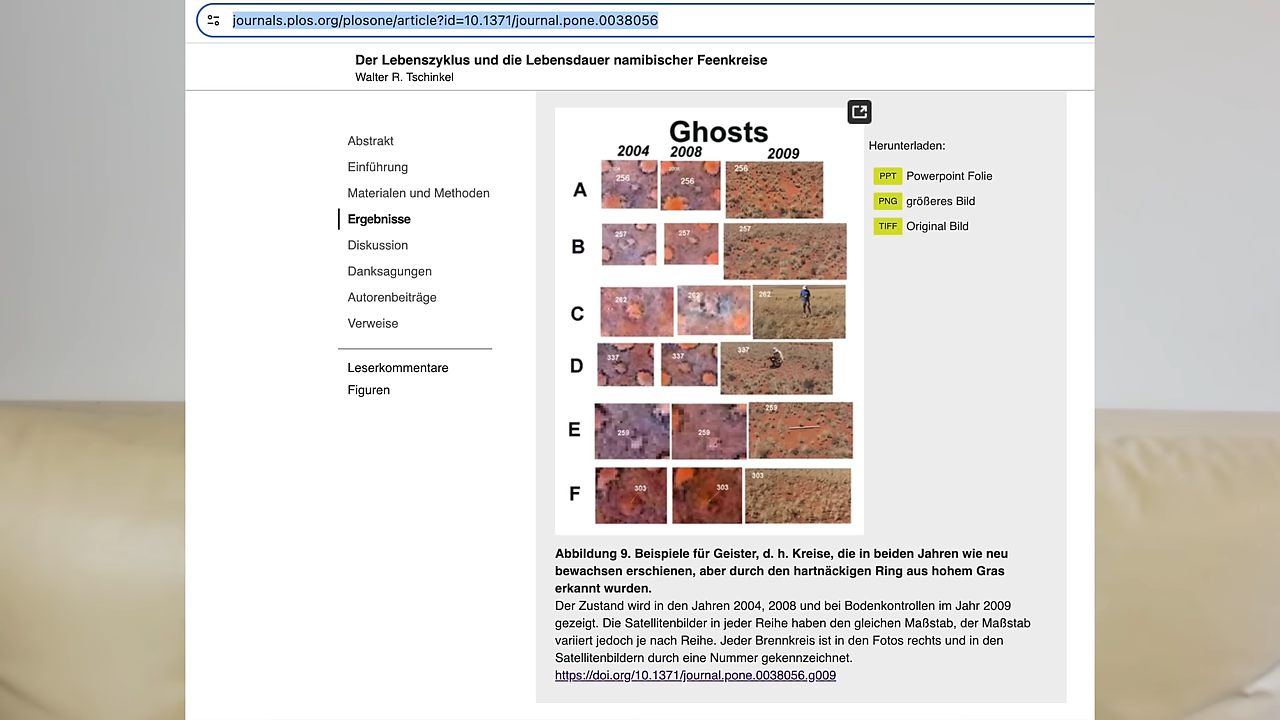 journals.plos.org/plosone/article?id=10.1371/journal.pone.0038056
Der Lebenszyklus und die Lebensdauer namibischer Feenkreise
Walter R. Tschinkel
Abstrakt
Einführung
Materialen und Methoden
Ergebnisse
Diskussion
Danksagungen
Autorenbeiträge
Verweise
Leserkommentare
Figuren
Ghosts
2004 2008 2009
A 256 256 256
B 257 257 257
C 262 262 262
D 337 337 337
E 259 259 259
F 303 303 303
Herunterladen:
PPT Powerpoint Folie
PNG größeres Bild
TIFF Original Bild
Abbildung 9. Beispiele für Geister, d. h. Kreise, die in beiden Jahren wie neu
bewachsen erschienen, aber durch den hartnäckigen Ring aus hohem Gras
erkannt wurden.
Der Zustand wird in den Jahren 2004, 2008 und bei Bodenkontrollen im Jahr 2009
gezeigt. Die Satellitenbilder in jeder Reihe haben den gleichen Maßstab, der Maßstab
variiert jedoch je nach Reihe. Jeder Brennkreis ist in den Fotos rechts und in den
Satellitenbildern durch eine Nummer gekennzeichnet.
https://doi.org/10.1371/journal.pone.0038056.g009